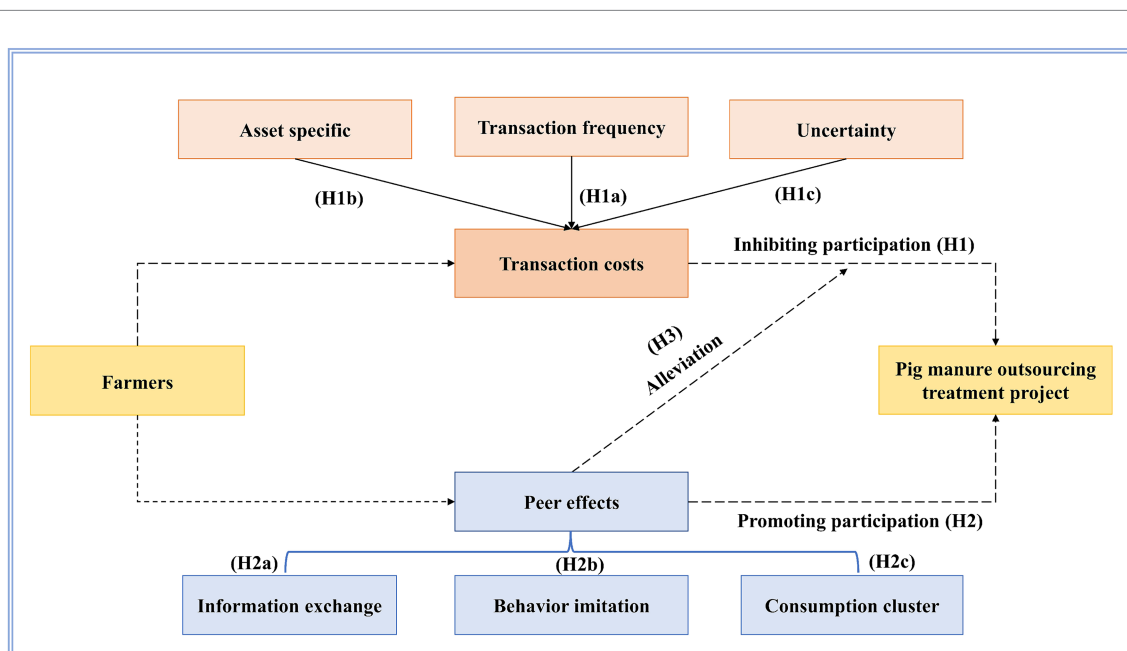 Asset specific
Transaction frequency
Uncertainty
(H1b)
(H1a)
(H1c)
Transaction costs
Inhibiting participation (H1)
(H3)
Alleviation
Farmers
Pig manure outsourcing
treatment project
Peer effects
Promoting participation (H2)
(H2a)
(H2b)
(H2c)
Information exchange
Behavior imitation
Consumption cluster